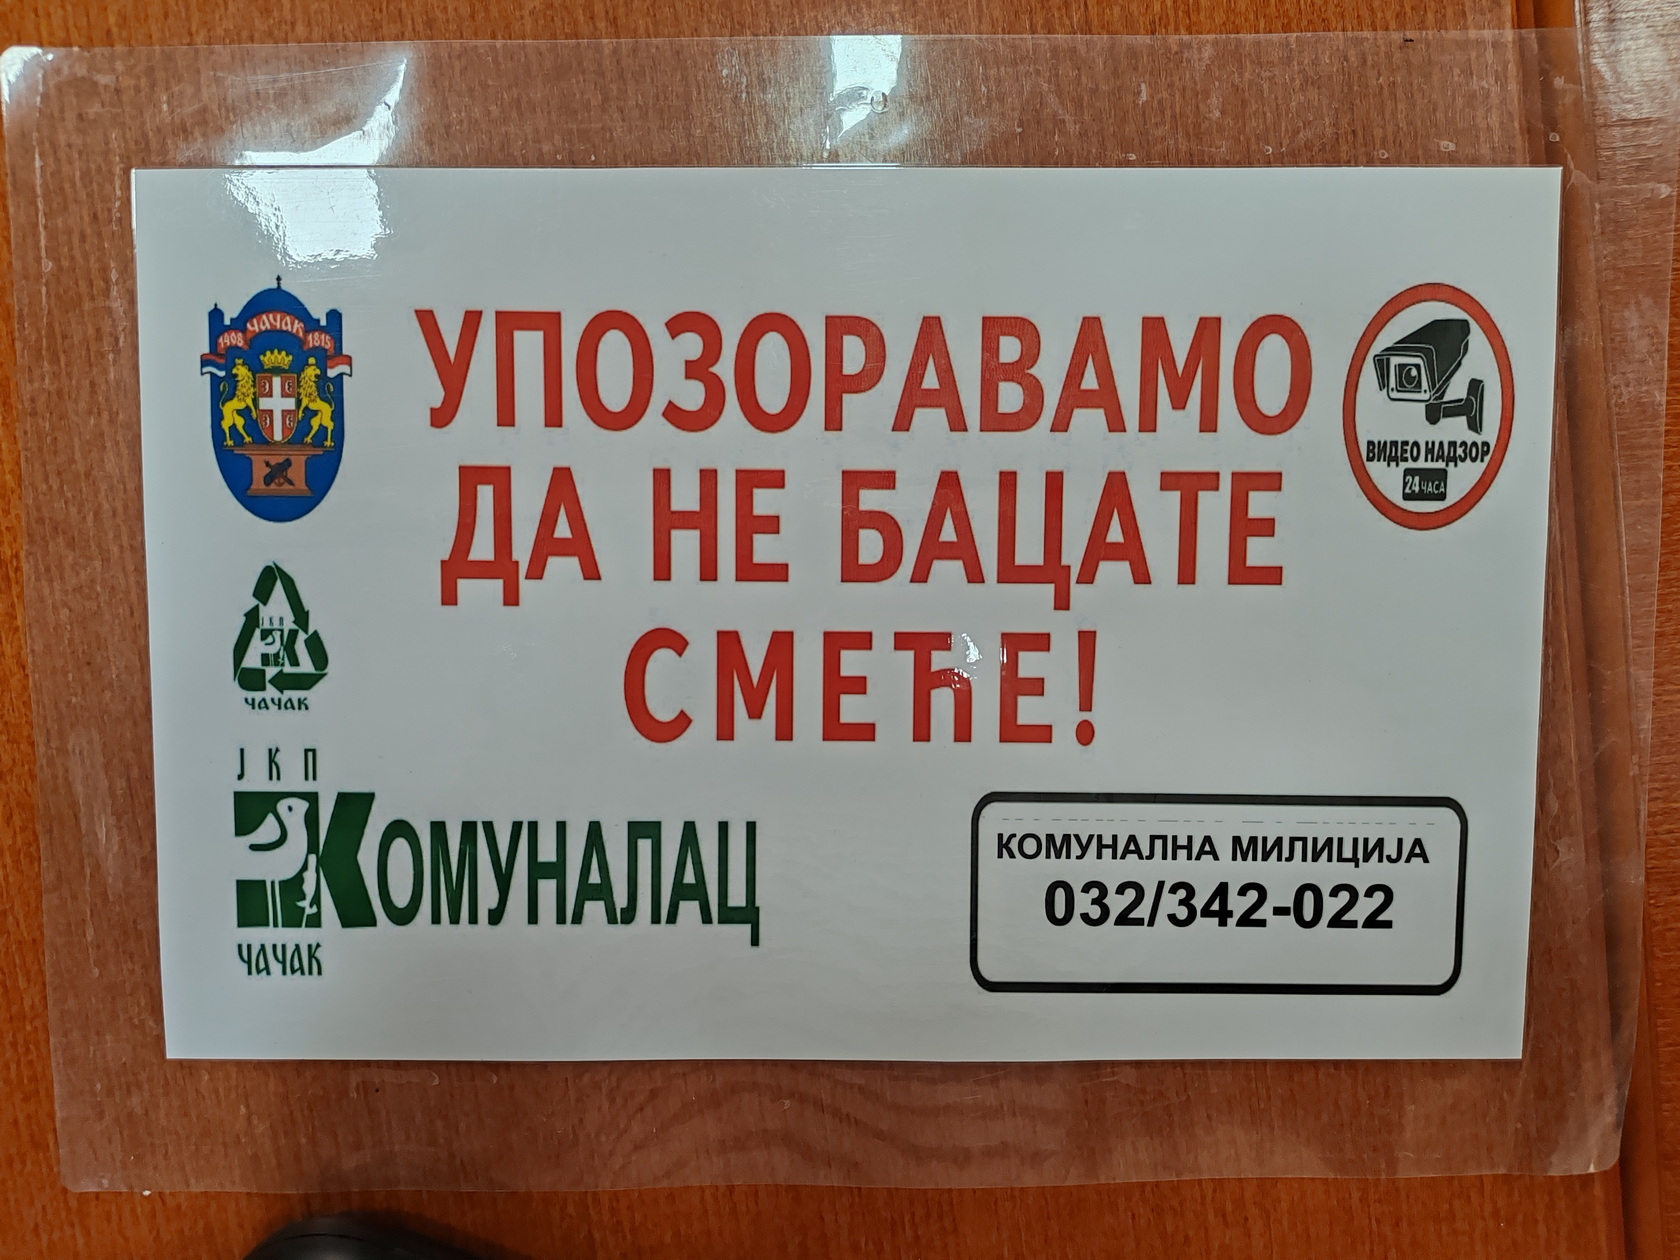 ЧАЧАК
1408 1815
УПОЗОРАВАМО
ДА НЕ БАЦАТЕ
СМЕЋЕ!
ВИДЕО НАДЗОР
24 ЧАСА
ЈКП
ЧАЧАК
ЈКП
КОМУНАЛАЦ
ЧАЧАК
КОМУНАЛНА МИЛИЦИЈА
032/342-022